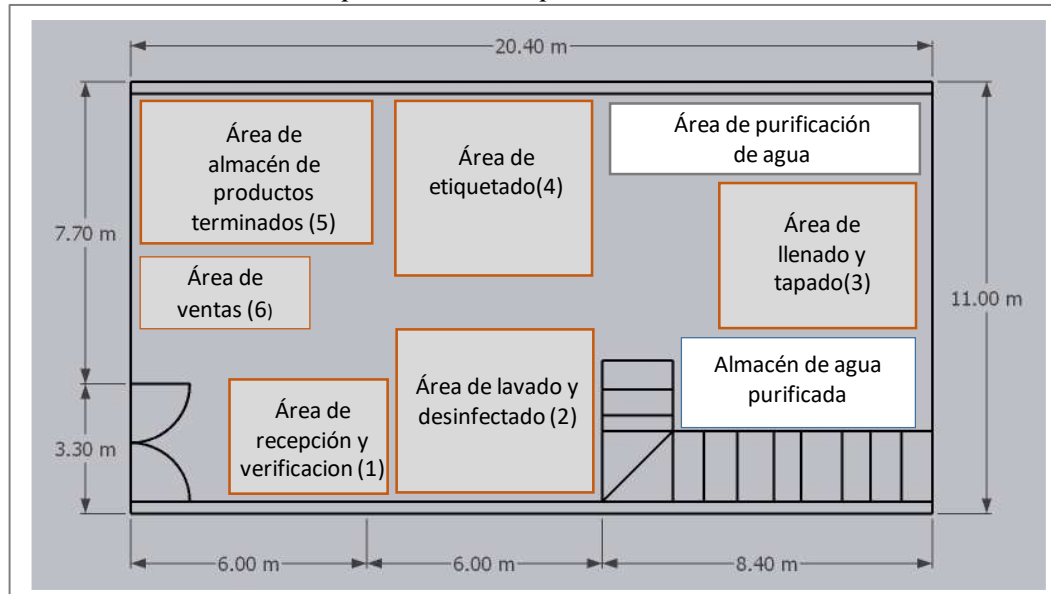 20.40 m
Área de
almacén de
productos
terminados (5)
Área de
etiquetado(4)
Área de purificación
de agua
7.70 m
Área de
llenado y
tapado(3)
Área de
ventas (6)
11.00 m
Almacén de agua
purificada
Área de lavado y
desinfectado (2)
Área de
recepción y
verificacion (1)
3.30 m
6.00 m
6.00 m
8.40 m